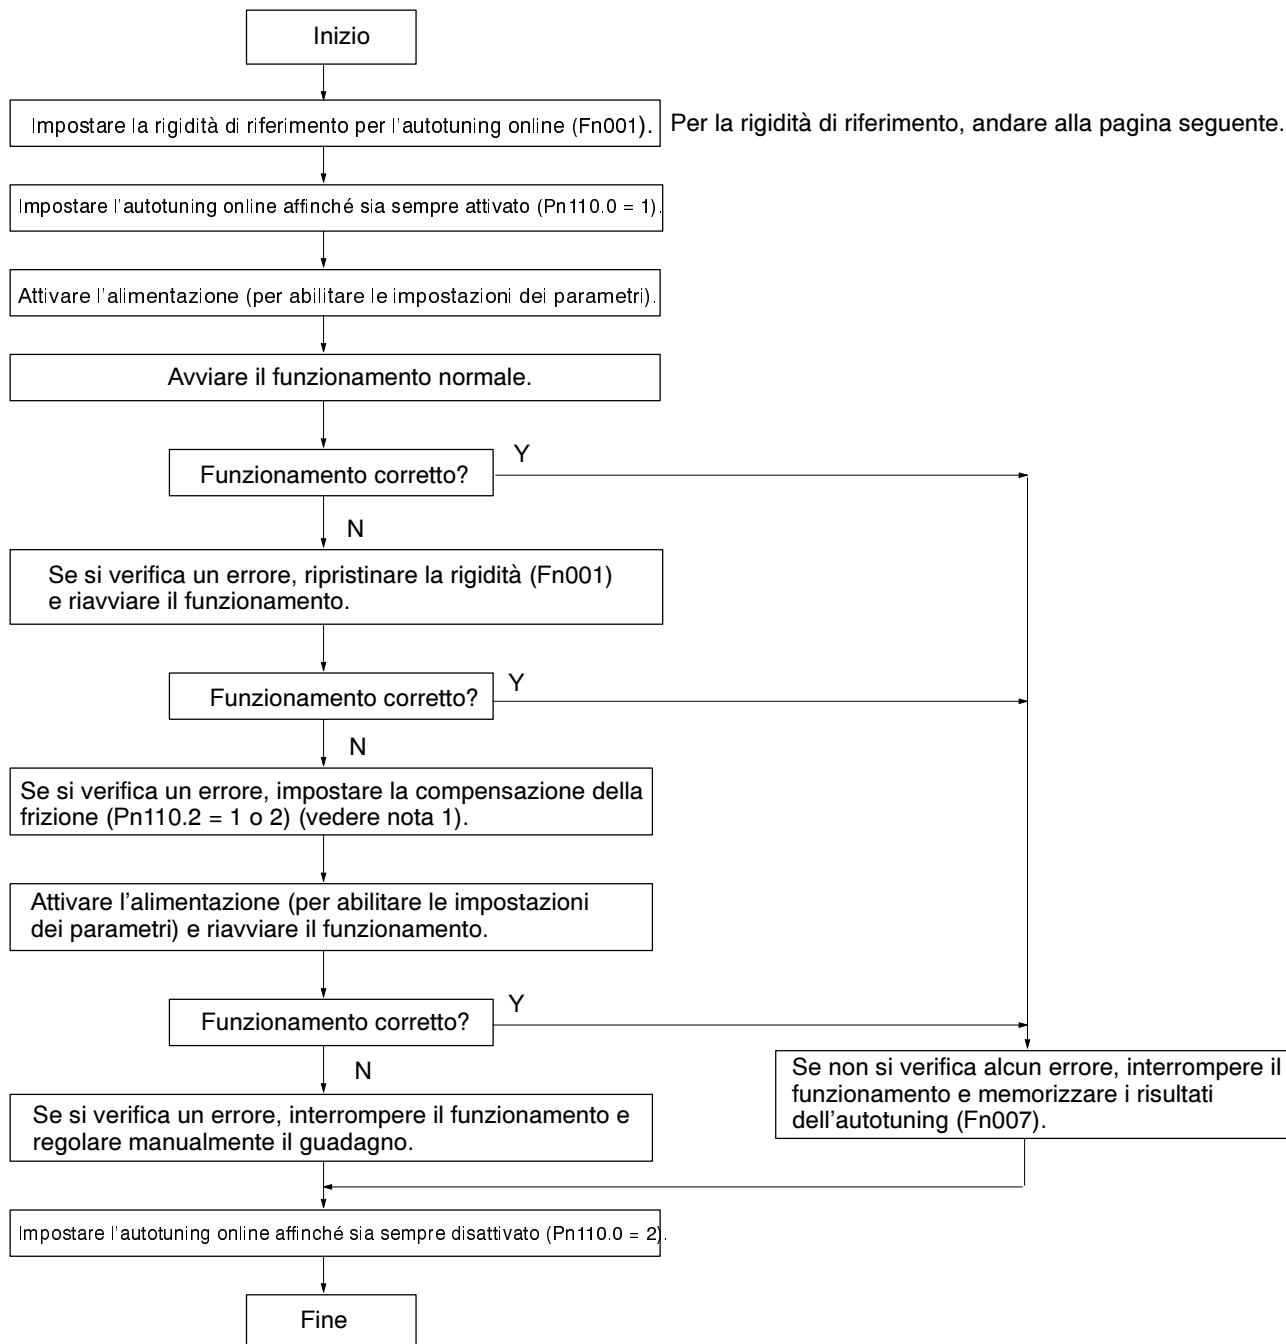 Inizio
Impostare la rigidità di riferimento per l'autotuning online (Fn001).
Per la rigidità di riferimento, andare alla pagina seguente.
Impostare l'autotuning online affinché sia sempre attivato (Pn110.0 = 1).
Attivare l'alimentazione (per abilitare le impostazioni dei parametri).
Avviare il funzionamento normale.
Funzionamento corretto?
Y
N
Se si verifica un errore, ripristinare la rigidità (Fn001)
e riavviare il funzionamento.
Funzionamento corretto?
Y
N
Se si verifica un errore, impostare la compensazione della
frizione (Pn110.2 = 1 o 2) (vedere nota 1).
Attivare l'alimentazione (per abilitare le impostazioni
dei parametri) e riavviare il funzionamento.
Funzionamento corretto?
Y
N
Se non si verifica alcun errore, interrompere il
funzionamento e memorizzare i risultati
dell'autotuning (Fn007).
Se si verifica un errore, interrompere il funzionamento e
regolare manualmente il guadagno.
Impostare l'autotuning online affinché sia sempre disattivato (Pn110.0 = 2).
Fine